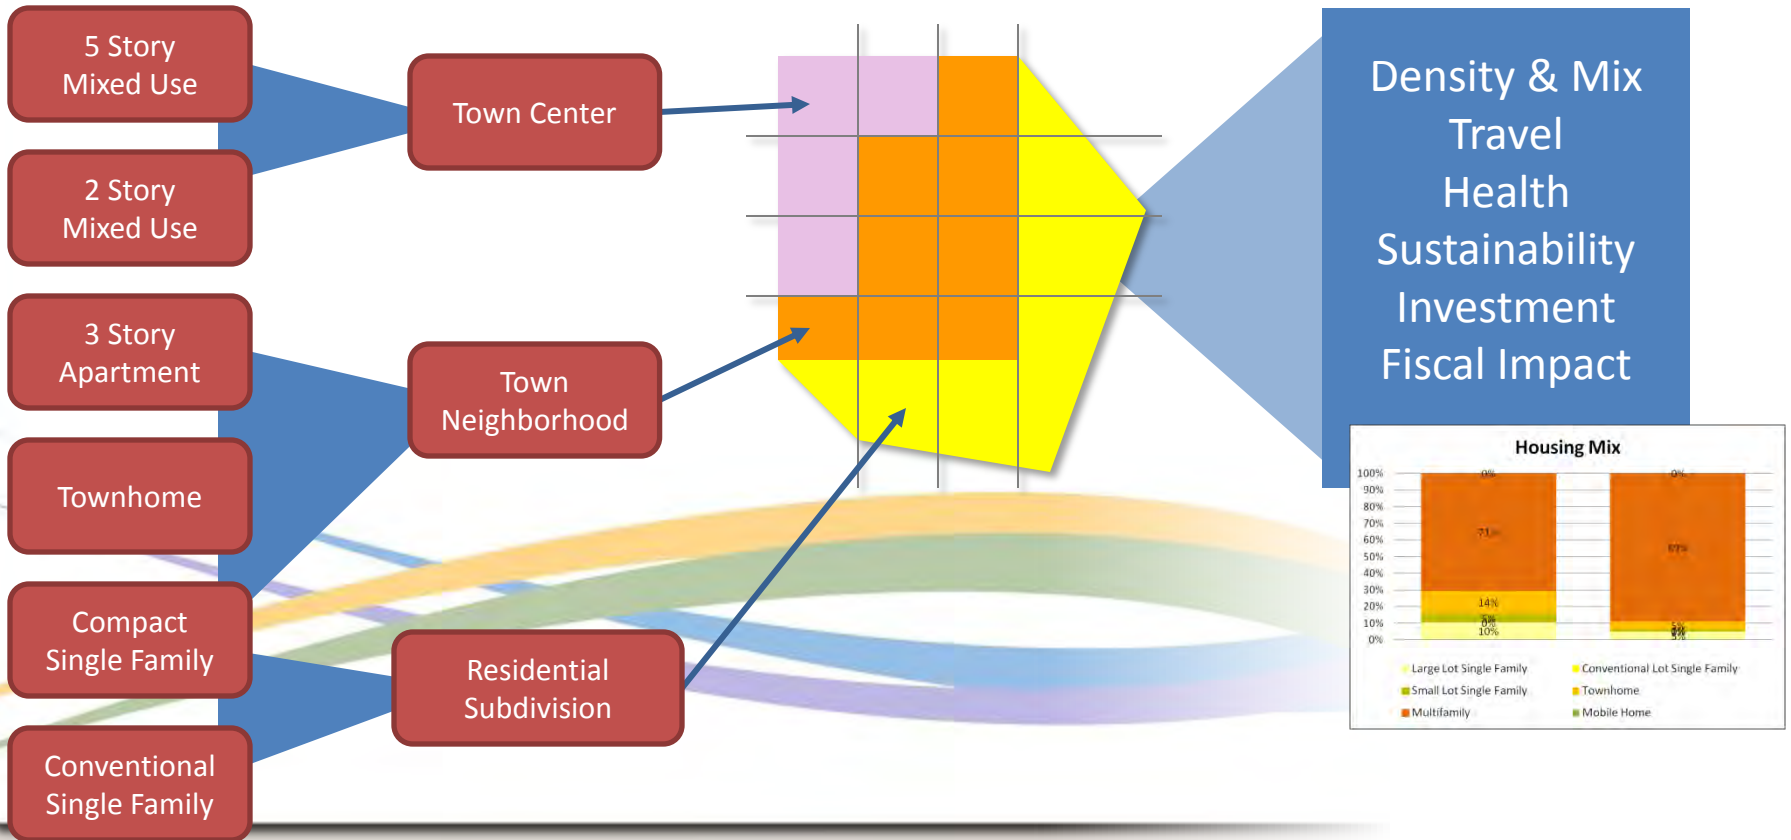 5 Story
Mixed Use
2 Story
Mixed Use
3 Story
Apartment
Townhome
Compact
Single Family
Conventional
Single Family
Town Center
Town
Neighborhood
Residential
Subdivision
Density & Mix
Travel
Health
Sustainability
Investment
Fiscal Impact
Housing Mix
100%
90%
80%
70%
60%
50%
40%
30%
20%
10%
0%
0%
71%
14%
0%
10%
0%
5%
Large Lot Single Family
Conventional Lot Single Family
Small Lot Single Family
Townhome
Multifamily
Mobile Home